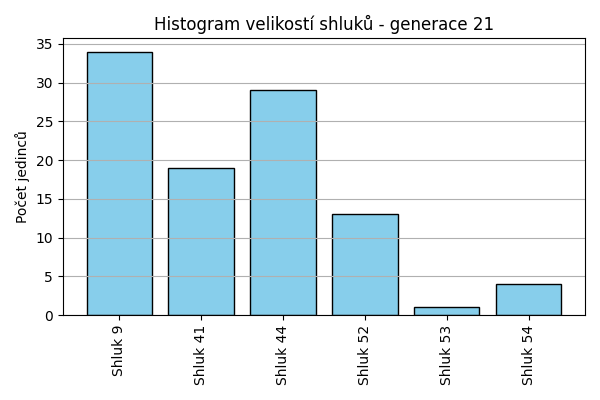 Histogram velikostí shluků - generace 21
Počet jedinců
35
30
25
20
15
10
5
0
Shluk 9
Shluk 41
Shluk 44
Shluk 52
Shluk 53
Shluk 54